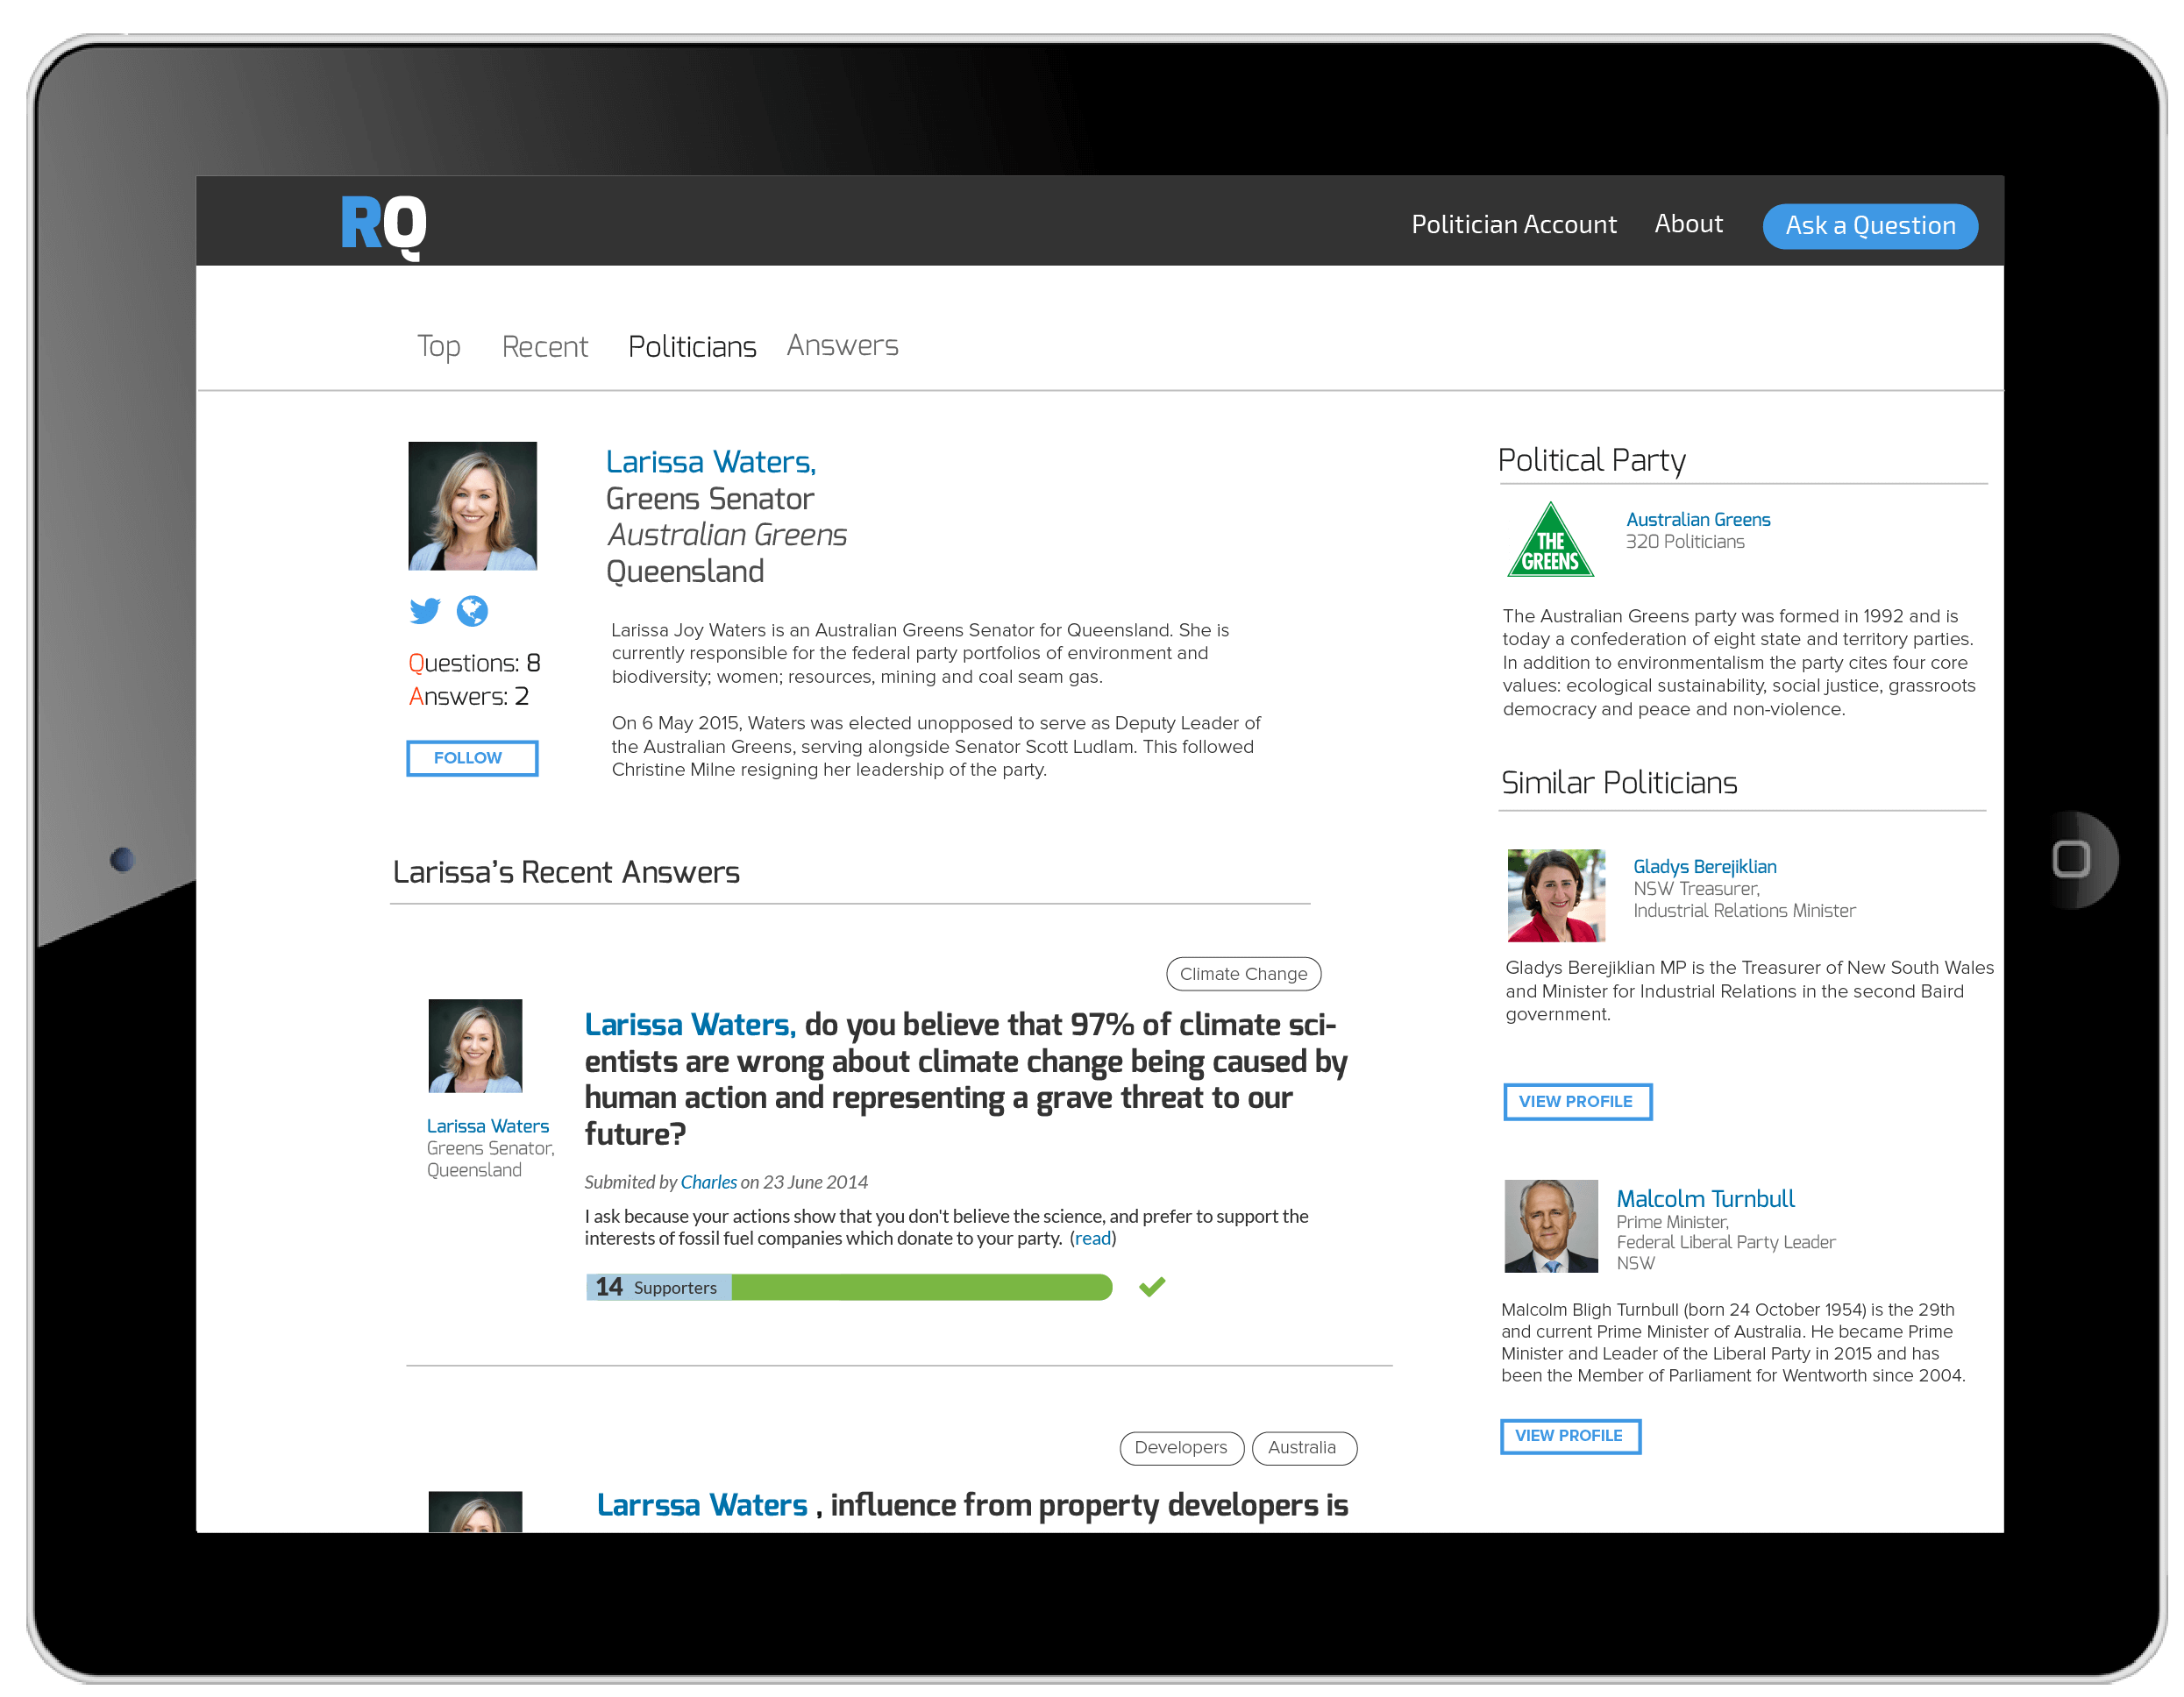 RQ
Politician Account
About
Ask a Question
Top
Recent
Politicians
Answers
Larissa Waters,
Greens Senator
Australian Greens
Queensland
Questions: 8
Answers: 2
FOLLOW
Larissa Joy Waters is an Australian Greens Senator for Queensland. She is
currently responsible for the federal party portfolios of environment and
biodiversity; women; resources, mining and coal seam gas.
On 6 May 2015, Waters was elected unopposed to serve as Deputy Leader of
the Australian Greens, serving alongside Senator Scott Ludlam. This followed
Christine Milne resigning her leadership of the party.
Larissa's Recent Answers
Climate Change
Larissa Waters
Greens Senator,
Queensland
Larissa Waters, do you believe that 97% of climate sci-
entists are wrong about climate change being caused by
human action and representing a grave threat to our
future?
Submited by Charles on 23 June 2014
I ask because your actions show that you don't believe the science, and prefer to support the
interests of fossil fuel companies which donate to your party. (read)
14 Supporters
Developers
Australia
Larrssa Waters , influence from property developers is
Political Party
THE
GREENS
Australian Greens
320 Politicians
The Australian Greens party was formed in 1992 and is
today a confederation of eight state and territory parties.
In addition to environmentalism the party cites four core
values: ecological sustainability, social justice, grassroots
democracy and peace and non-violence.
Similar Politicians
Gladys Berejiklian
NSW Treasurer,
Industrial Relations Minister
Gladys Berejiklian MP is the Treasurer of New South Wales
and Minister for Industrial Relations in the second Baird
government.
VIEW PROFILE
Malcolm Turnbull
Prime Minister,
Federal Liberal Party Leader
NSW
Malcolm Bligh Turnbull (born 24 October 1954) is the 29th
and current Prime Minister of Australia. He became Prime
Minister and Leader of the Liberal Party in 2015 and has
been the Member of Parliament for Wentworth since 2004.
VIEW PROFILE